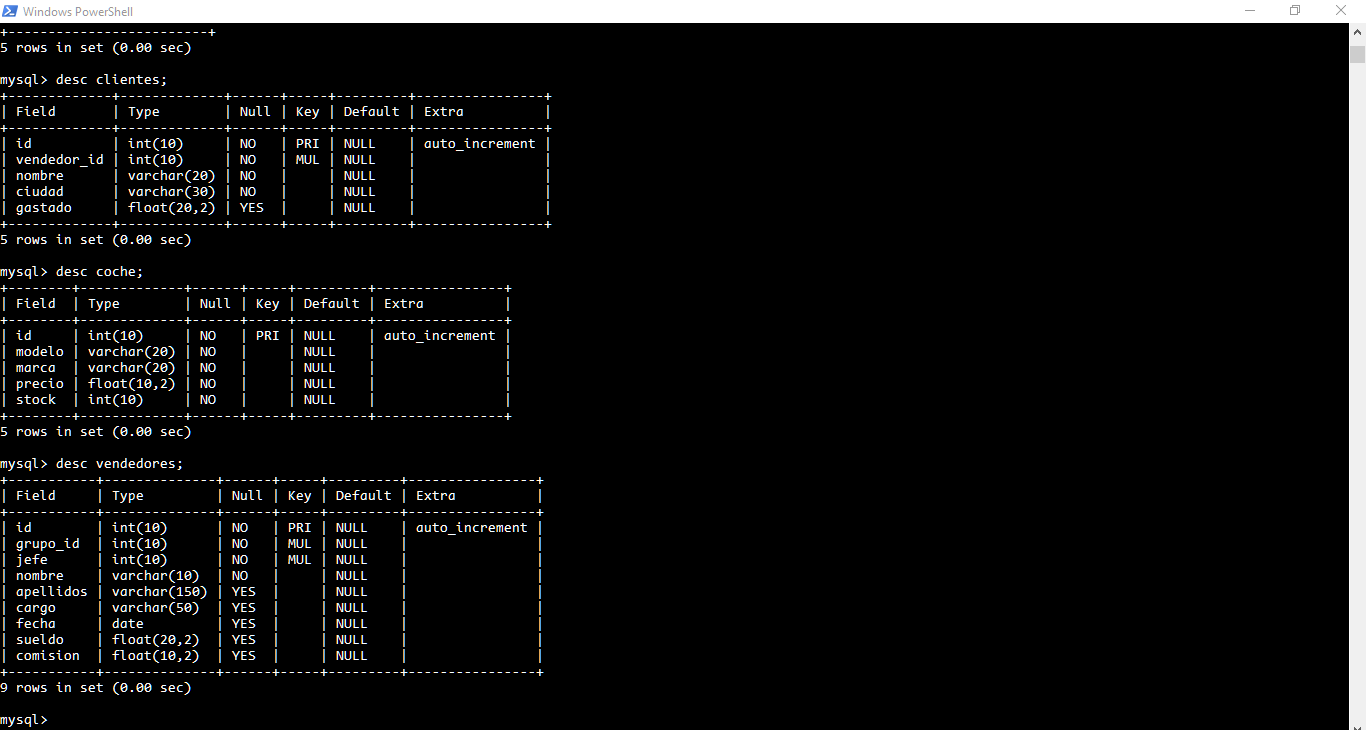 Windows PowerShell
+-------------------------+
5 rows in set (0.00 sec)
mysql> desc clientes;
+-------------+-------------+------+-----+---------+----------------+
| Field       | Type        | Null | Key | Default | Extra          |
+-------------+-------------+------+-----+---------+----------------+
| id          | int(10)     | NO   | PRI | NULL    | auto_increment |
| vendedor_id | int(10)     | NO   | MUL | NULL    |                |
| nombre      | varchar(20) | NO   |     | NULL    |                |
| ciudad      | varchar(30) | NO   |     | NULL    |                |
| gastado     | float(20,2) | YES  |     | NULL    |                |
+-------------+-------------+------+-----+---------+----------------+
5 rows in set (0.00 sec)
mysql> desc coche;
+--------+-------------+------+-----+---------+----------------+
| Field  | Type        | Null | Key | Default | Extra          |
+--------+-------------+------+-----+---------+----------------+
| id     | int(10)     | NO   | PRI | NULL    | auto_increment |
| modelo | varchar(20) | NO   |     | NULL    |                |
| marca  | varchar(20) | NO   |     | NULL    |                |
| precio | float(10,2) | NO   |     | NULL    |                |
| stock  | int(10)     | NO   |     | NULL    |                |
+--------+-------------+------+-----+---------+----------------+
5 rows in set (0.00 sec)
mysql> desc vendedores;
+-----------+--------------+------+-----+---------+----------------+
| Field     | Type         | Null | Key | Default | Extra          |
+-----------+--------------+------+-----+---------+----------------+
| id        | int(10)      | NO   | PRI | NULL    | auto_increment |
| grupo_id  | int(10)      | NO   | MUL | NULL    |                |
| jefe      | int(10)      | NO   | MUL | NULL    |                |
| nombre    | varchar(10)  | NO   |     | NULL    |                |
| apellidos | varchar(150) | YES  |     | NULL    |                |
| cargo     | varchar(50)  | YES  |     | NULL    |                |
| fecha     | date         | YES  |     | NULL    |                |
| sueldo    | float(20,2)  | YES  |     | NULL    |                |
| comision  | float(10,2)  | YES  |     | NULL    |                |
+-----------+--------------+------+-----+---------+----------------+
9 rows in set (0.00 sec)
mysql>